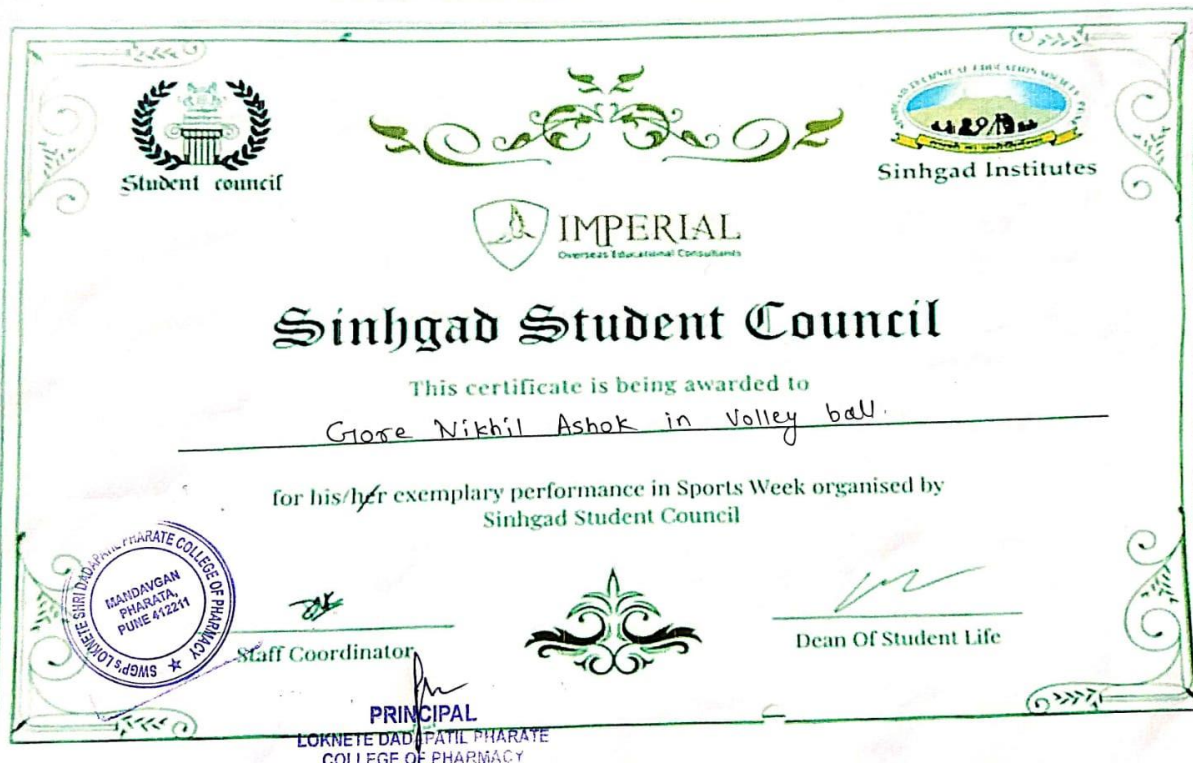 Student council
Sinhgad Institutes
IMPERIAL
Overseas Educational Consultants
Sinhgad Student Council
This certificate is being awarded to
Gore Nikhil Ashok in Volley ball.
for his/her exemplary performance in Sports Week organised by
Sinhgad Student Council
SWGP's LOKNETE SHRI DADAPATIL PHARATE COLLEGE OF PHARMACY
MANDAVGAN
PHARATA,
PUNE 412211
Staff Coordinator
Dean Of Student Life
PRINCIPAL
LOKNETE DADAPATIL PHARATE
COLLEGE OF PHARMACY